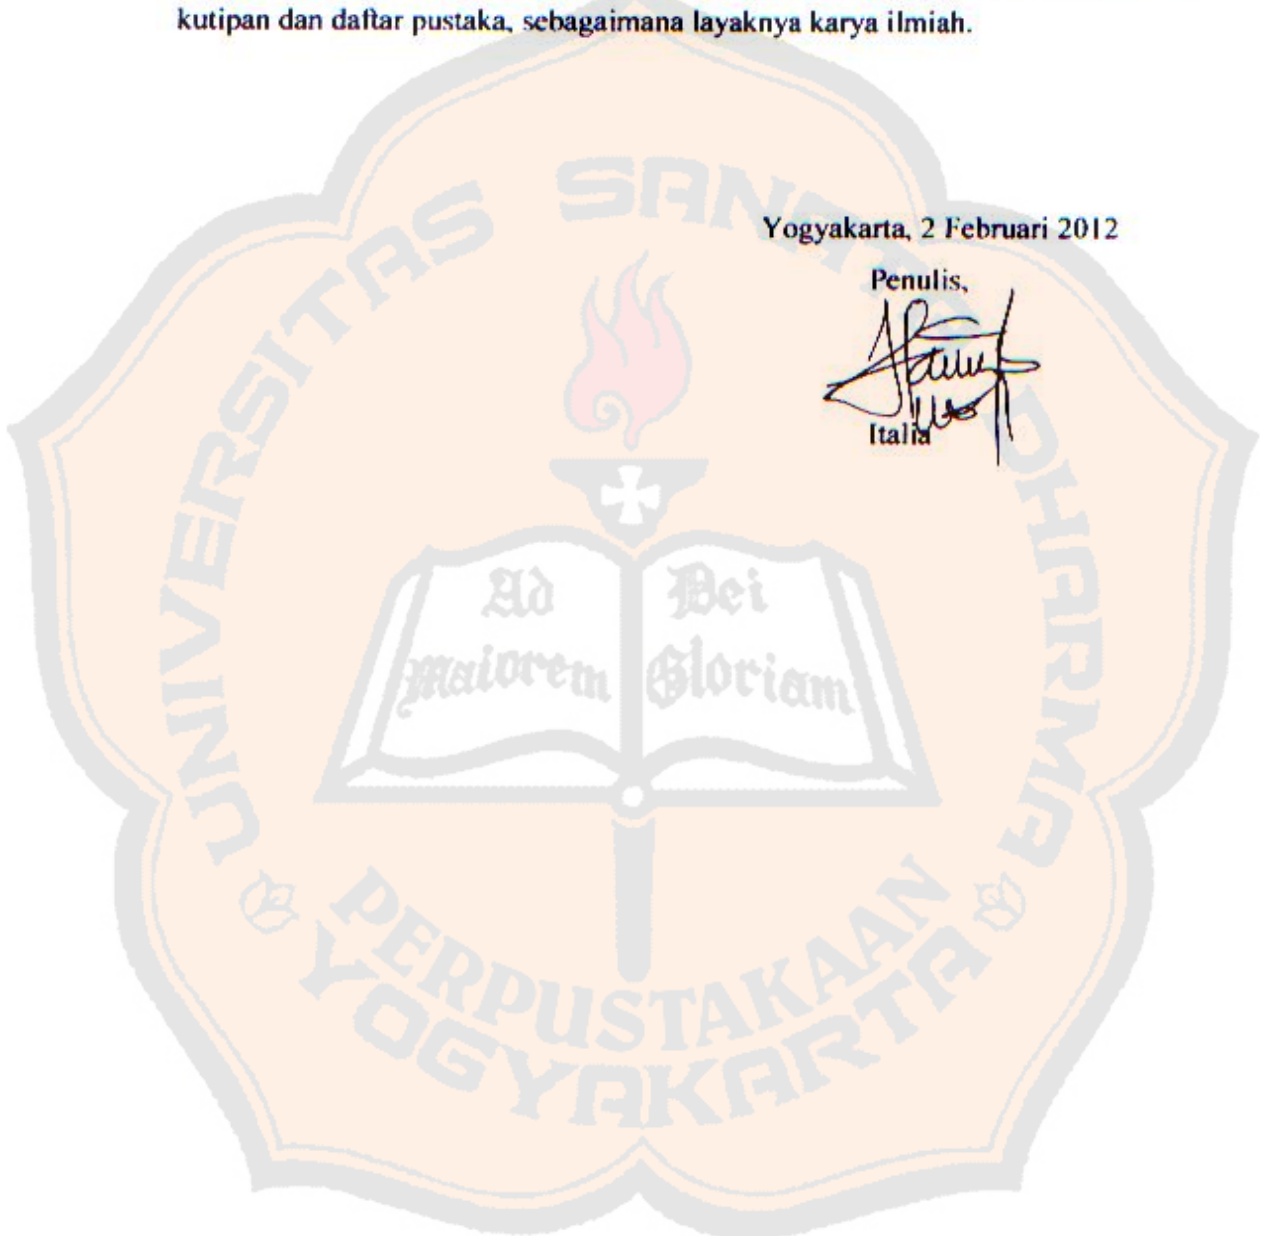 kutipan dan daftar pustaka, sebagaimana layaknya karya ilmiah.
UNIVERSITAS SANATA DHARMA
Yogyakarta, 2 Februari 2012
Penulis,
Italia
Ad Dei
maiorem Gloriam
PERPUSTAKAAN
YOGYAKARTA